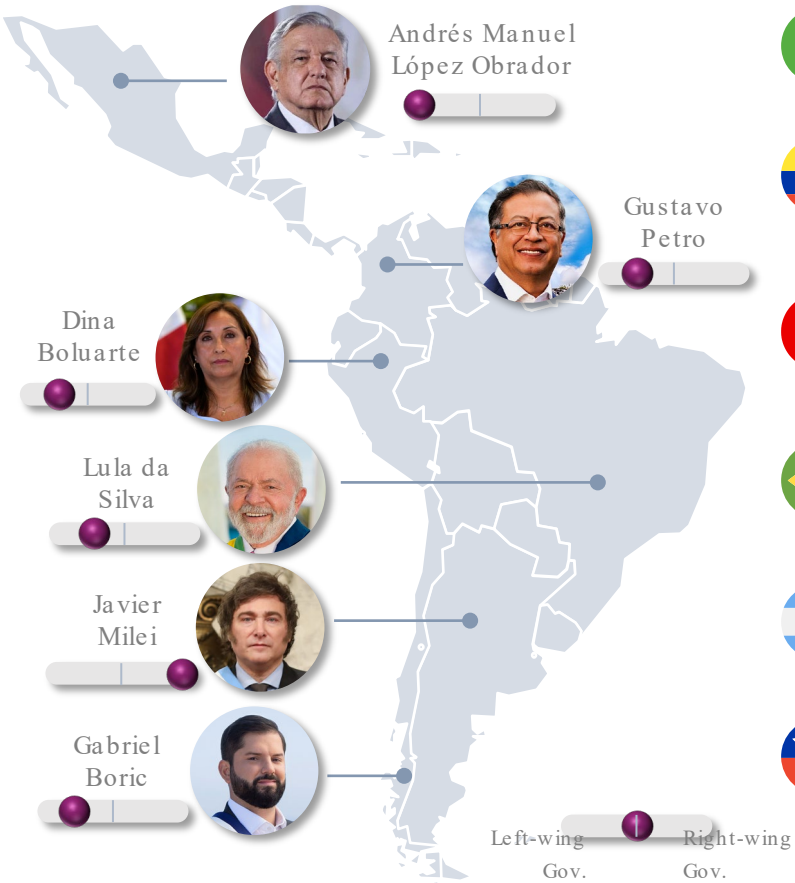 Andrés Manuel
López Obrador
Gustavo
Petro
Dina
Boluarte
Lula da
Silva
Javier
Milei
Gabriel
Boric
Left-wing
Gov.
Right-wing
Gov.